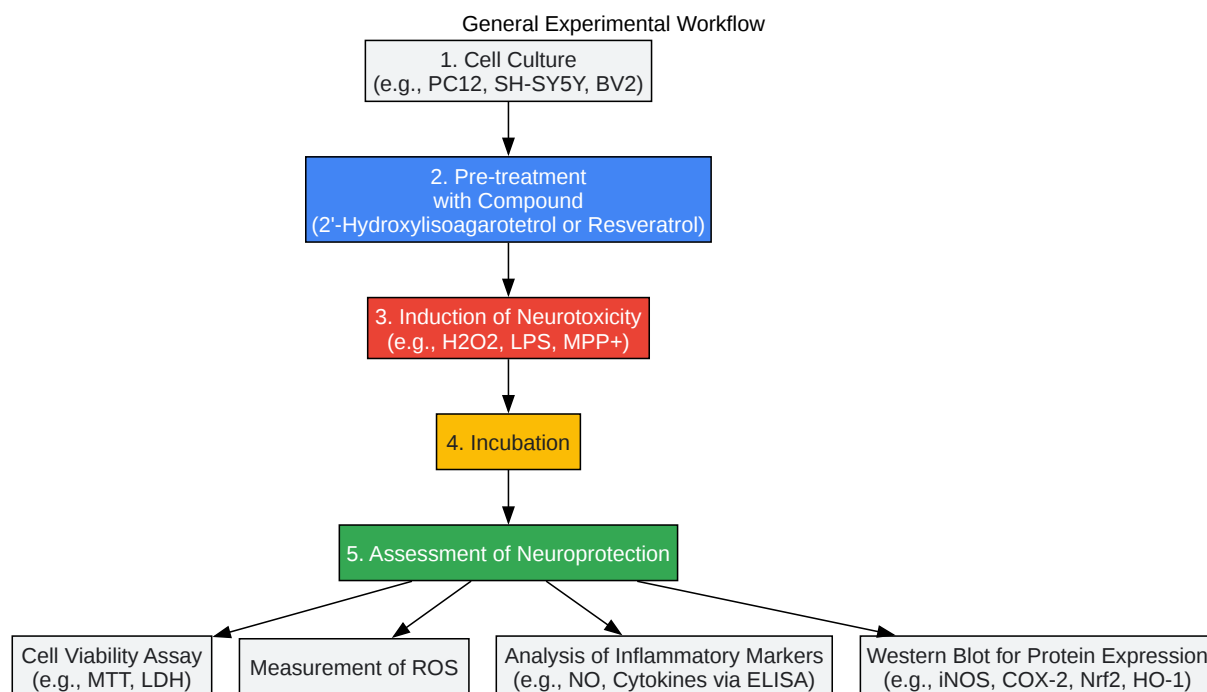 General Experimental Workflow
1. Cell Culture
(e.g., PC12, SH-SY5Y, BV2)
2. Pre-treatment
with Compound
(2'-Hydroxylisoagarotetrol or Resveratrol)
3. Induction of Neurotoxicity
(e.g., H2O2, LPS, MPP+)
4. Incubation
5. Assessment of Neuroprotection
Cell Viability Assay
(e.g., MTT, LDH)
Measurement of ROS
Analysis of Inflammatory Markers
(e.g., NO, Cytokines via ELISA)
Western Blot for Protein Expression
(e.g., iNOS, COX-2, Nrf2, HO-1)